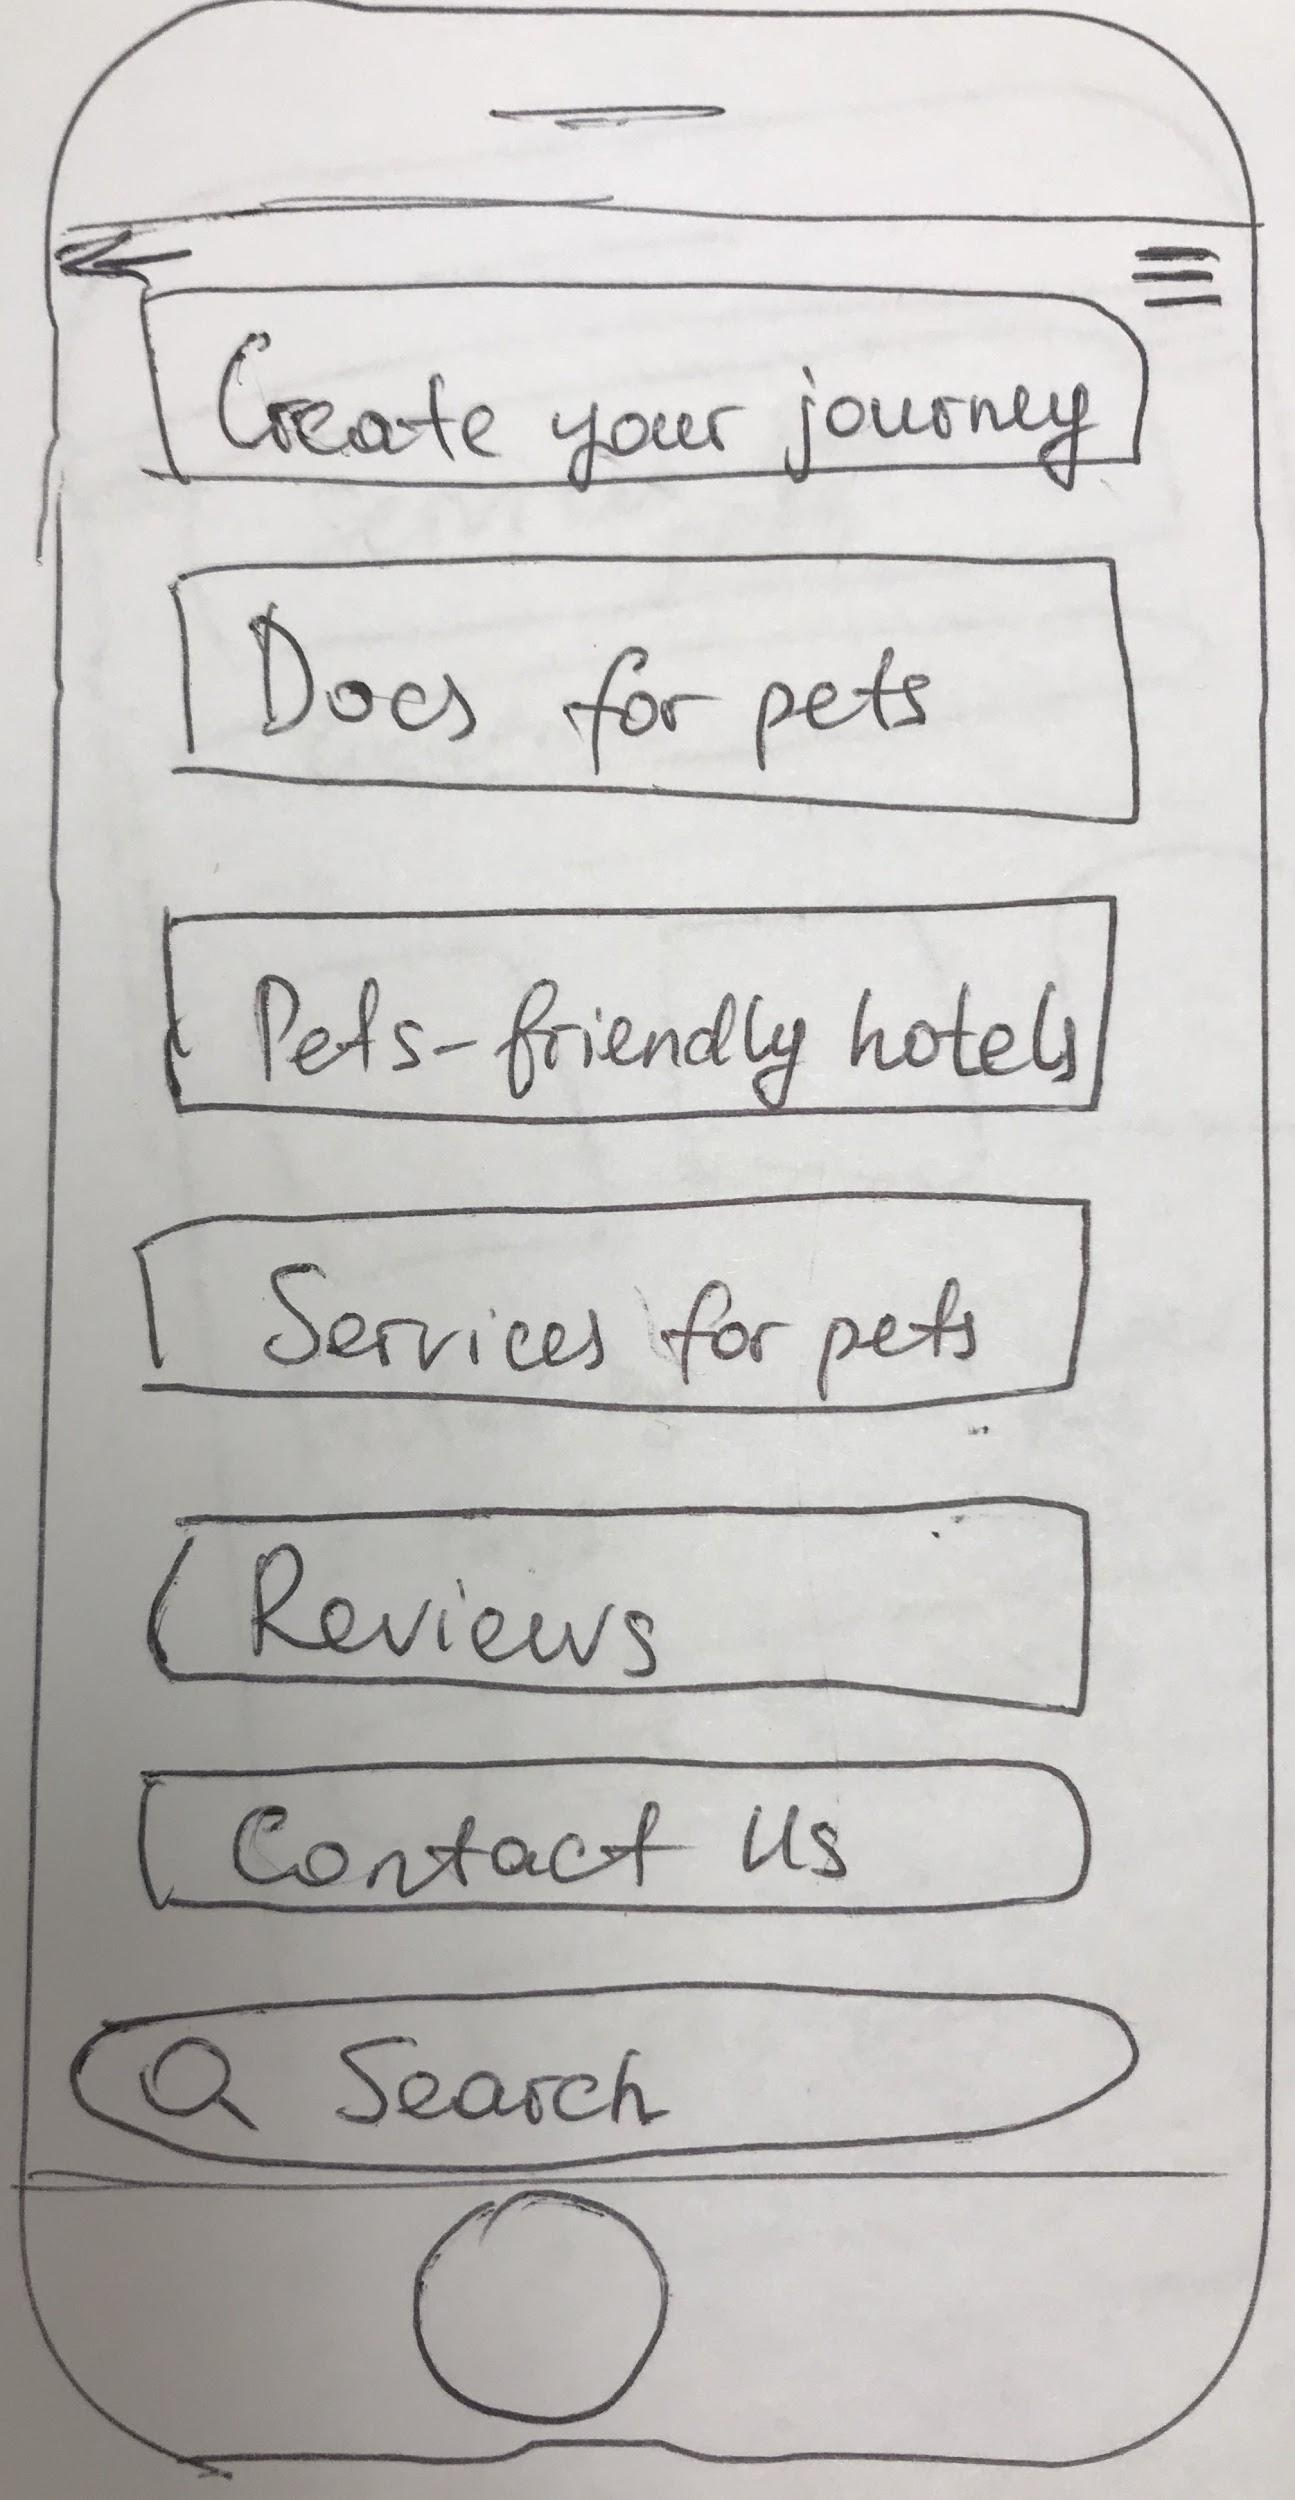 Create your journey
Docs for pets
Pets-friendly hotels
Services for pets
Reviews
Contact Us
Search